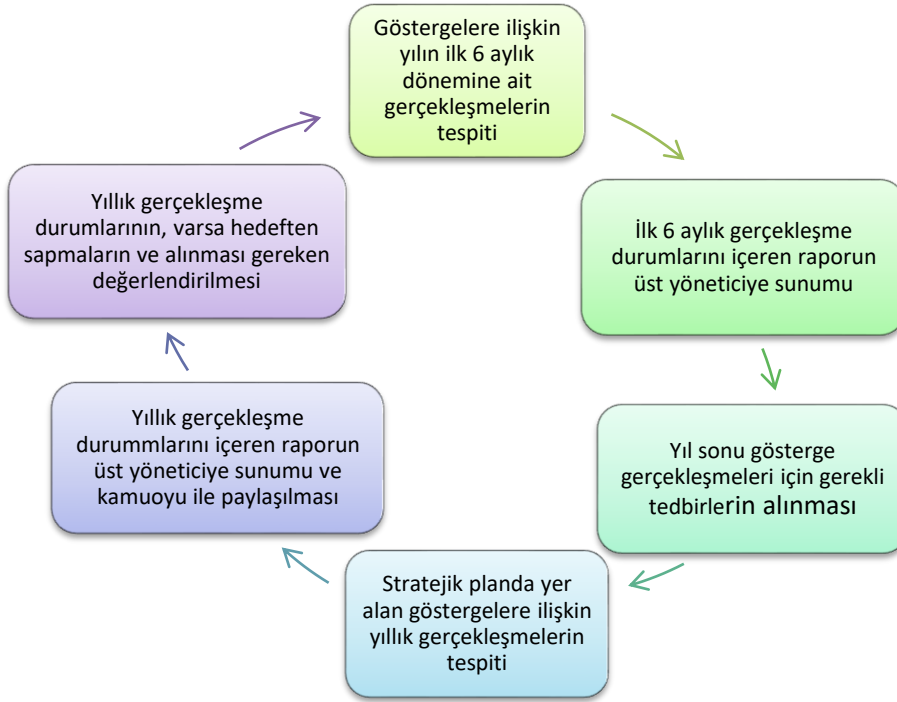 Göstergelere ilişkin
yılın ilk 6 aylık
dönemine ait
gerçekleşmelerin
tespiti
İlk 6 aylık gerçekleşme
durumlarını içeren raporun
üst yöneticiye sunumu
Yıl sonu gösterge
gerçekleşmeleri için gerekli
tedbirlerin alınması
Stratejik planda yer
alan göstergelere ilişkin
yıllık gerçekleşmelerin
tespiti
Yıllık gerçekleşme
durummlarını içeren raporun
üst yöneticiye sunumu ve
kamuoyu ile paylaşılması
Yıllık gerçekleşme
durumlarının, varsa hedeften
sapmaların ve alınması gereken
değerlendirilmesi